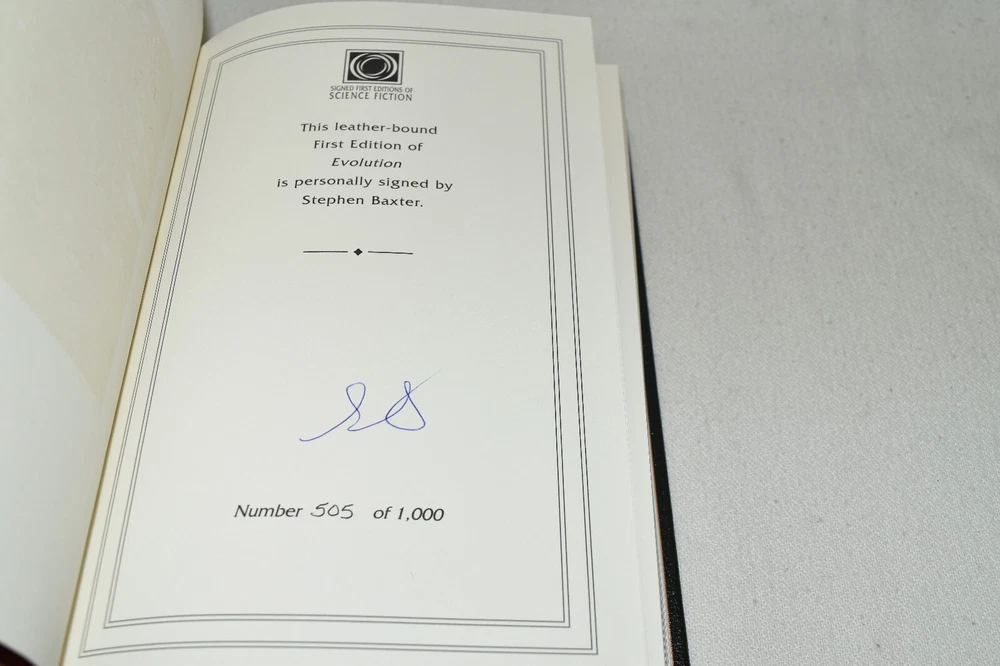 SIGNED FIRST EDITIONS OF
SCIENCE FICTION
This leather-bound
First Edition of
Evolution
is personally signed by
Stephen Baxter.
Number 505 of 1,000